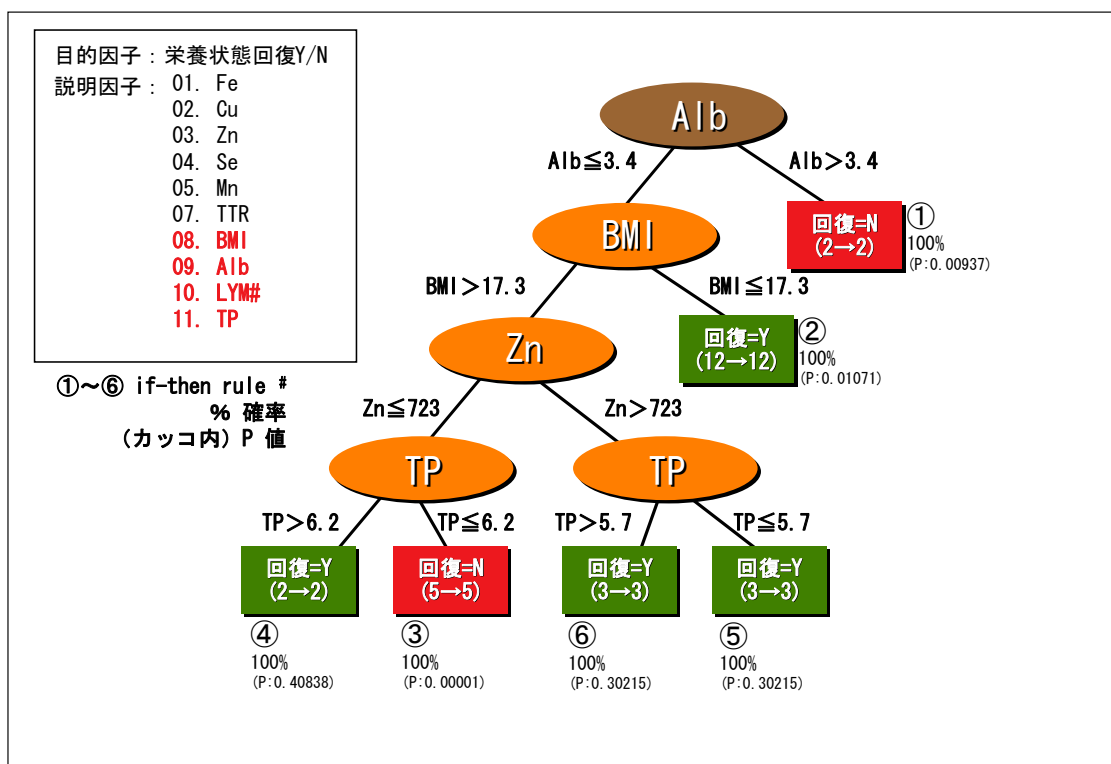 目的因子：栄養状態回復Y/N
説明因子：01. Fe
02. Cu
03. Zn
04. Se
05. Mn
07. TTR
08. BMI
09. Alb
10. LYM#
11. TP
①～⑥ if-then rule #
% 確率
(カッコ内) P 値
Alb
Alb≦3.4
Alb＞3.4
BMI
回復=N
(2→2)
①
100%
(P:0.00937)
BMI＞17.3
BMI≦17.3
Zn
回復=Y
(12→12)
②
100%
(P:0.01071)
Zn≦723
Zn＞723
TP
TP
TP＞6.2
TP≦6.2
TP＞5.7
TP≦5.7
回復=Y
(2→2)
回復=N
(5→5)
回復=Y
(3→3)
回復=Y
(3→3)
④
100%
(P:0.40838)
③
100%
(P:0.00001)
⑥
100%
(P:0.30215)
⑤
100%
(P:0.30215)